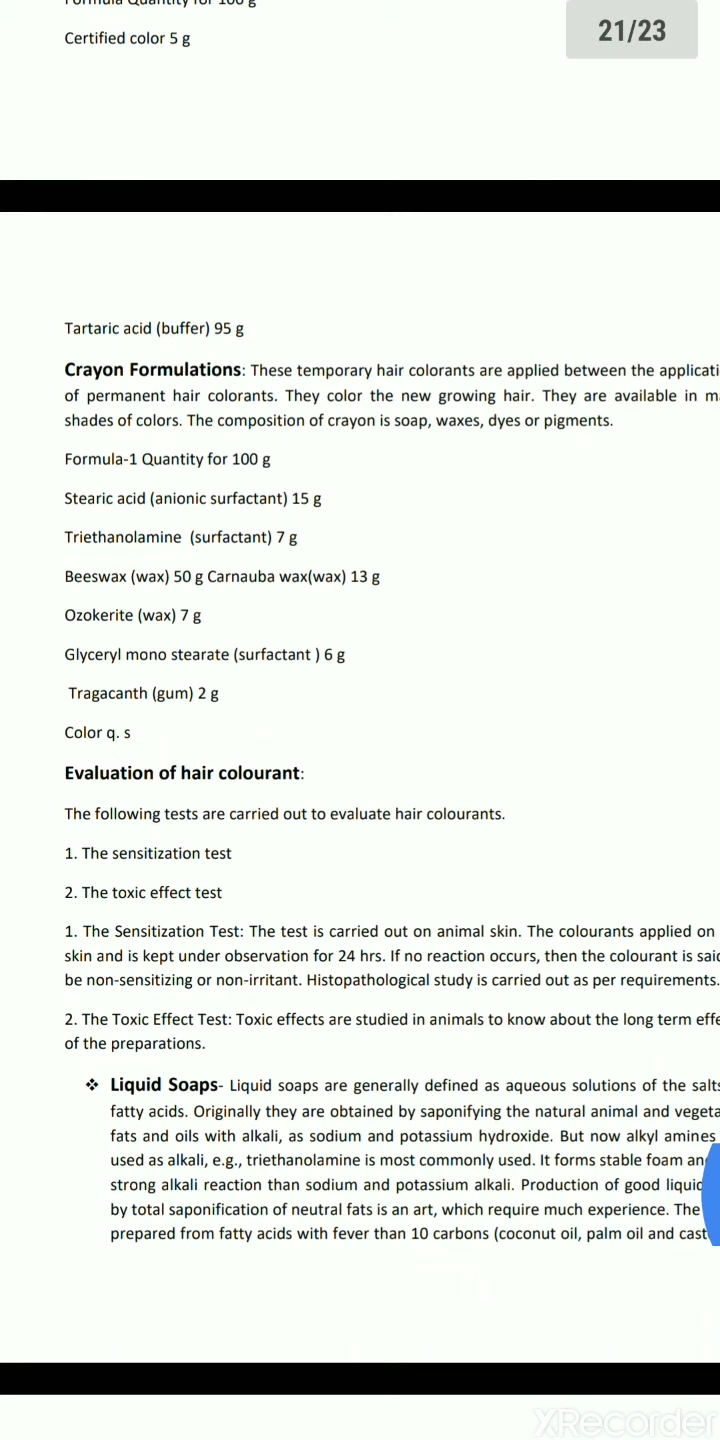 Formula Quantity for 100 g
Certified color 5 g
21/23
Tartaric acid (buffer) 95 g
Crayon Formulations: These temporary hair colorants are applied between the applicati
of permanent hair colorants. They color the new growing hair. They are available in m
shades of colors. The composition of crayon is soap, waxes, dyes or pigments.
Formula-1 Quantity for 100 g
Stearic acid (anionic surfactant) 15 g
Triethanolamine (surfactant) 7 g
Beeswax (wax) 50 g Carnauba wax(wax) 13 g
Ozokerite (wax) 7 g
Glyceryl mono stearate (surfactant ) 6 g
Tragacanth (gum) 2 g
Color q. s
Evaluation of hair colourant:
The following tests are carried out to evaluate hair colourants.
1. The sensitization test
2. The toxic effect test
1. The Sensitization Test: The test is carried out on animal skin. The colourants applied on
skin and is kept under observation for 24 hrs. If no reaction occurs, then the colourant is said
be non-sensitizing or non-irritant. Histopathological study is carried out as per requirements.
2. The Toxic Effect Test: Toxic effects are studied in animals to know about the long term effe
of the preparations.
❖ Liquid Soaps- Liquid soaps are generally defined as aqueous solutions of the salts
fatty acids. Originally they are obtained by saponifying the natural animal and vegeta
fats and oils with alkali, as sodium and potassium hydroxide. But now alkyl amines
used as alkali, e.g., triethanolamine is most commonly used. It forms stable foam an
strong alkali reaction than sodium and potassium alkali. Production of good liquid
by total saponification of neutral fats is an art, which require much experience. The
prepared from fatty acids with fever than 10 carbons (coconut oil, palm oil and cast
XRecorder